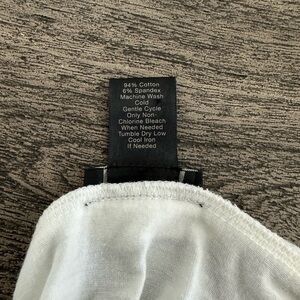 94% Cotton
6% Spandex
Machine Wash
Cold
Gentle Cycle
Only Non-
Chlorine Bleach
When Needed
Tumble Dry Low
Cool Iron
If Needed